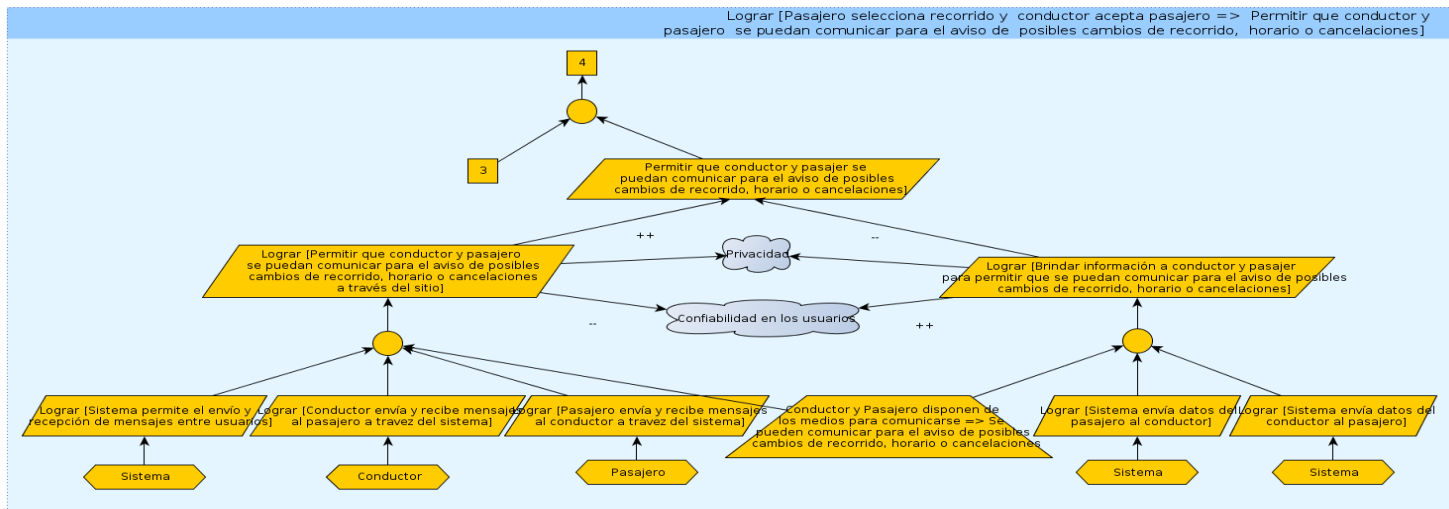 Lograr [Pasajero selecciona recorrido y conductor acepta pasajero => Permitir que conductor y
pasajero se puedan comunicar para el aviso de posibles cambios de recorrido, horario o cancelaciones]
4
3
Permitir que conductor y pasajer se
puedan comunicar para el aviso de posibles
cambios de recorrido, horario o cancelaciones]
++
--
Lograr [Permitir que conductor y pasajero
se puedan comunicar para el aviso de posibles
cambios de recorrido, horario o cancelaciones
a través del sitio]
Privacidad
Lograr [Brindar información a conductor y pasajer
para permitir que se puedan comunicar para el aviso de posibles
cambios de recorrido, horario o cancelaciones]
Confiabilidad en los usuarios
--
++
Lograr [Sistema permite el envío y
recepción de mensajes entre usuarios]
Lograr [Conductor envía y recibe mensajes
al pasajero a travez del sistema]
Lograr [Pasajero envía y recibe mensajes
al conductor a travez del sistema]
Conductor y Pasajero disponen de
los medios para comunicarse => Se
pueden comunicar para el aviso de posibles
cambios de recorrido, horario o cancelaciones
Lograr [Sistema envía datos del
pasajero al conductor]
Lograr [Sistema envía datos del
conductor al pasajero]
Sistema
Conductor
Pasajero
Sistema
Sistema